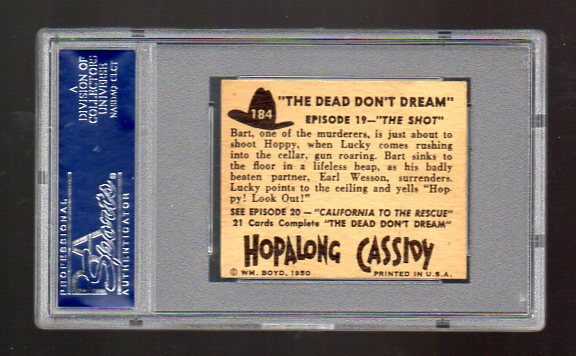 A
DIVISION OF
COLLECTORS
UNIVERSE
NASDAQ: CLCT
PROFESSIONAL
PSA
Sports
AUTHENTICATOR
184
"THE DEAD DON'T DREAM"
EPISODE 19—"THE SHOT"
Bart, one of the murderers, is just about to
shoot Hoppy, when Lucky comes rushing
into the cellar, gun roaring. Bart sinks to
the floor in a lifeless heap, as his badly
beaten partner, Earl Wesson, surrenders.
Lucky points to the ceiling and yells "Hop-
py! Look Out!"
SEE EPISODE 20 — "CALIFORNIA TO THE RESCUE"
21 Cards Complete "THE DEAD DON'T DREAM"
HOPALONG CASSIDY
© WM. BOYD, 1950 PRINTED IN U.S.A.